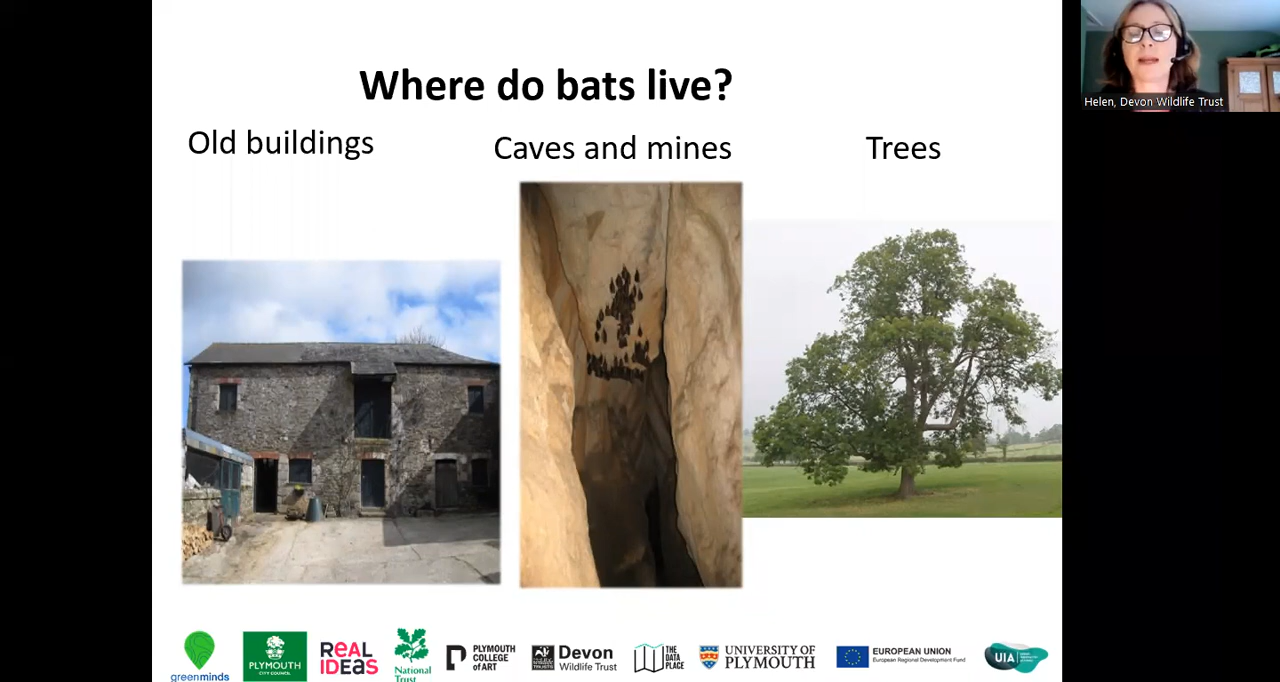 Where do bats live?
Old buildings
Caves and mines
Trees
Helen, Devon Wildlife Trust
greenminds
PLYMOUTH
CITY COUNCIL
REAL
IDEAS
National
Trust
PLYMOUTH
COLLEGE
OF ART
Devon
Wildlife Trust
THE
DATA
PLACE
UNIVERSITY OF
PLYMOUTH
EUROPEAN UNION
European Regional Development Fund
UIA